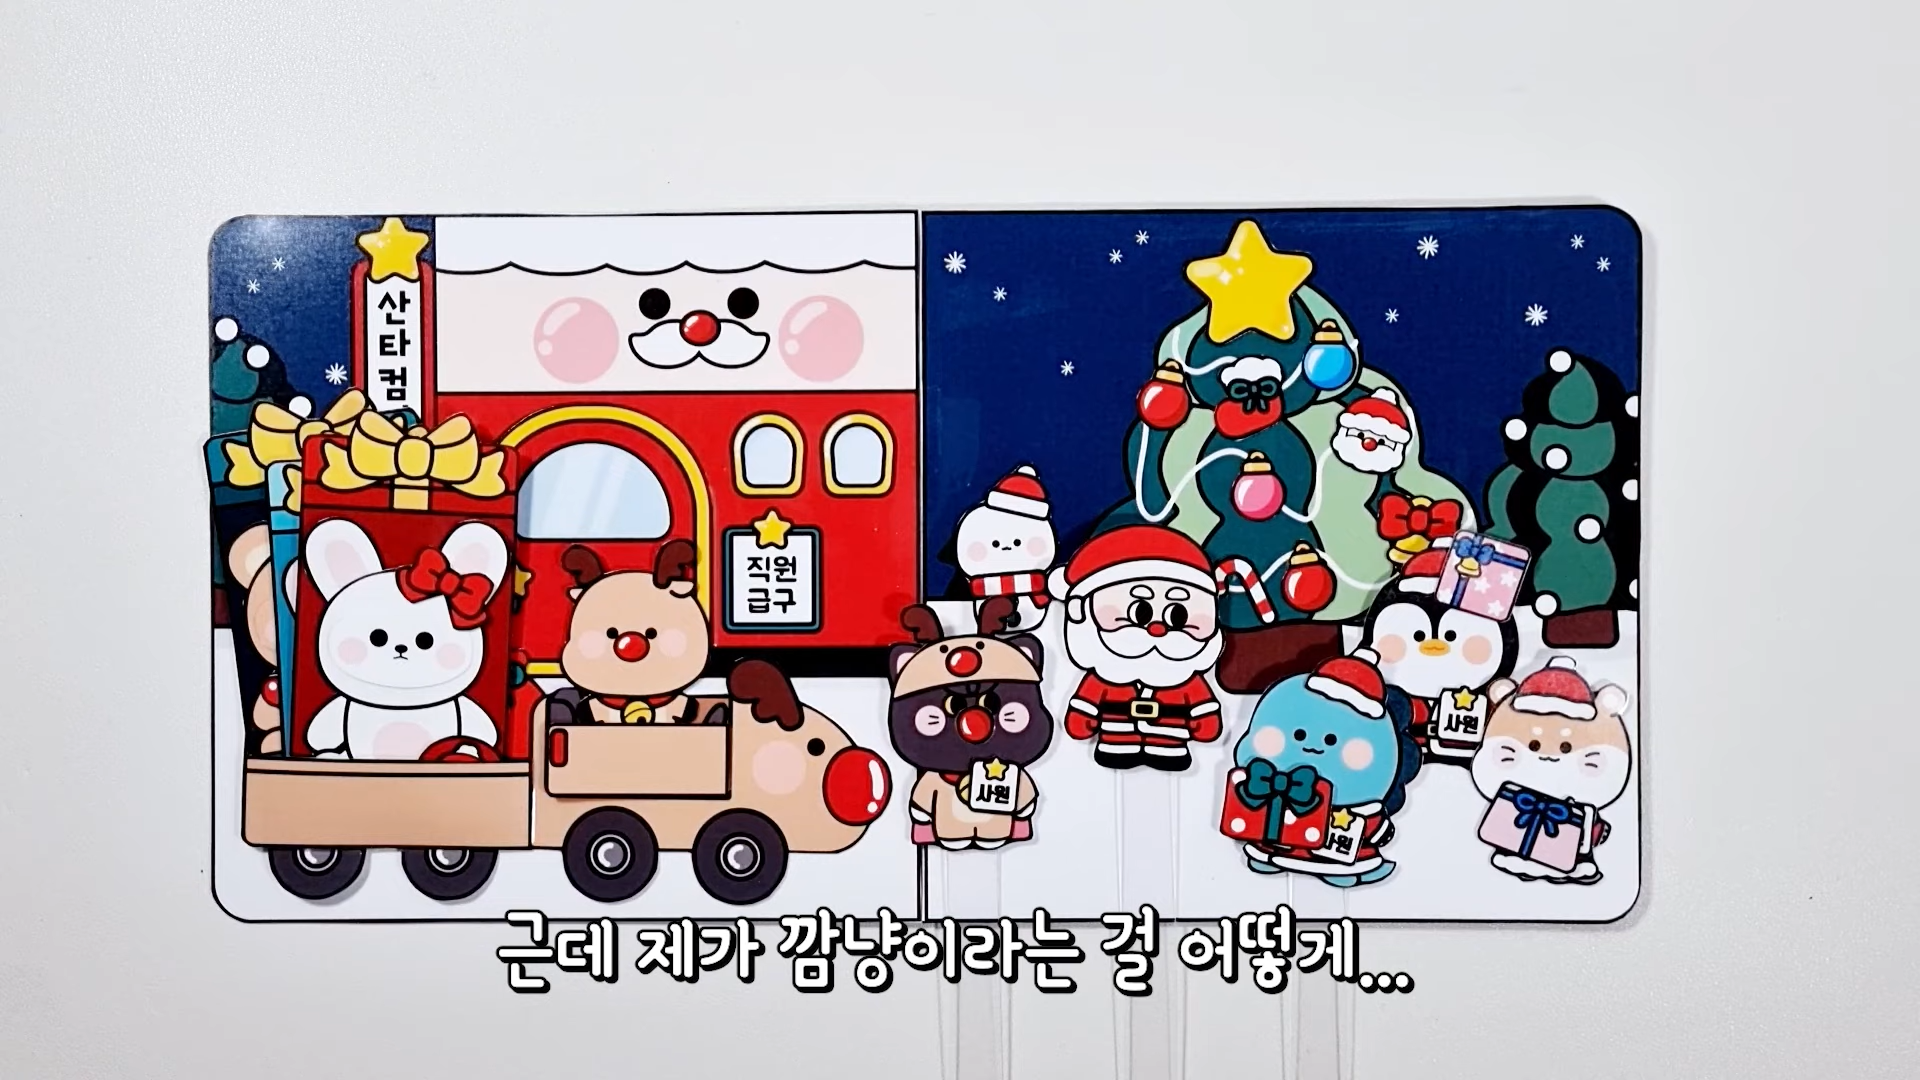 산
타
컴
직원
급구
사원
사원
사원
근데 제가 깜냥이라는 걸 어떻게...